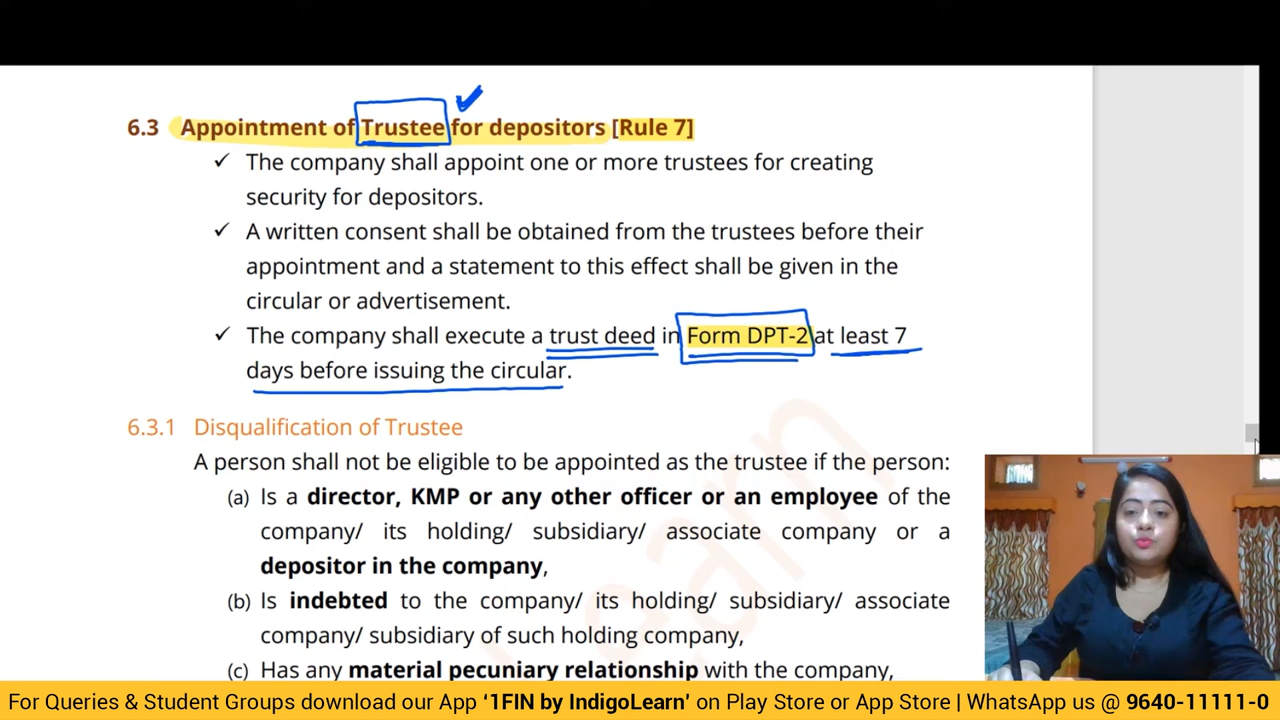 6.3 Appointment of Trustee for depositors [Rule 7]
✓ The company shall appoint one or more trustees for creating
security for depositors.
✓ A written consent shall be obtained from the trustees before their
appointment and a statement to this effect shall be given in the
circular or advertisement.
✓ The company shall execute a trust deed in Form DPT-2 at least 7
days before issuing the circular.
6.3.1 Disqualification of Trustee
A person shall not be eligible to be appointed as the trustee if the person:
(a) Is a director, KMP or any other officer or an employee of the
company/ its holding/ subsidiary/ associate company or a
depositor in the company,
(b) Is indebted to the company/ its holding/ subsidiary/ associate
company/ subsidiary of such holding company,
(c) Has any material pecuniary relationship with the company,
For Queries & Student Groups download our App ‘1FIN by IndigoLearn’ on Play Store or App Store | WhatsApp us @ 9640-11111-0